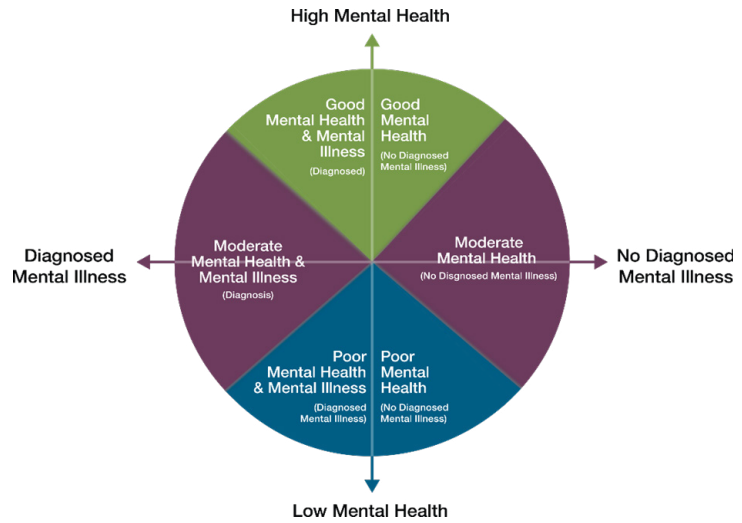 High Mental Health
Good
Mental Health
& Mental
Illness
(Diagnosed)
Good
Mental
Health
(No Diagnosed
Mental Illness)
Diagnosed
Mental Illness
Moderate
Mental Health &
Mental Illness
(Diagnosis)
Moderate
Mental Health
(No Disgnosed Mental Illness)
No Diagnosed
Mental Illness
Poor
Mental Health
& Mental Illness
(Diagnosed
Mental Illness)
Poor
Mental
Health
(No Diagnosed
Mental Illness)
Low Mental Health